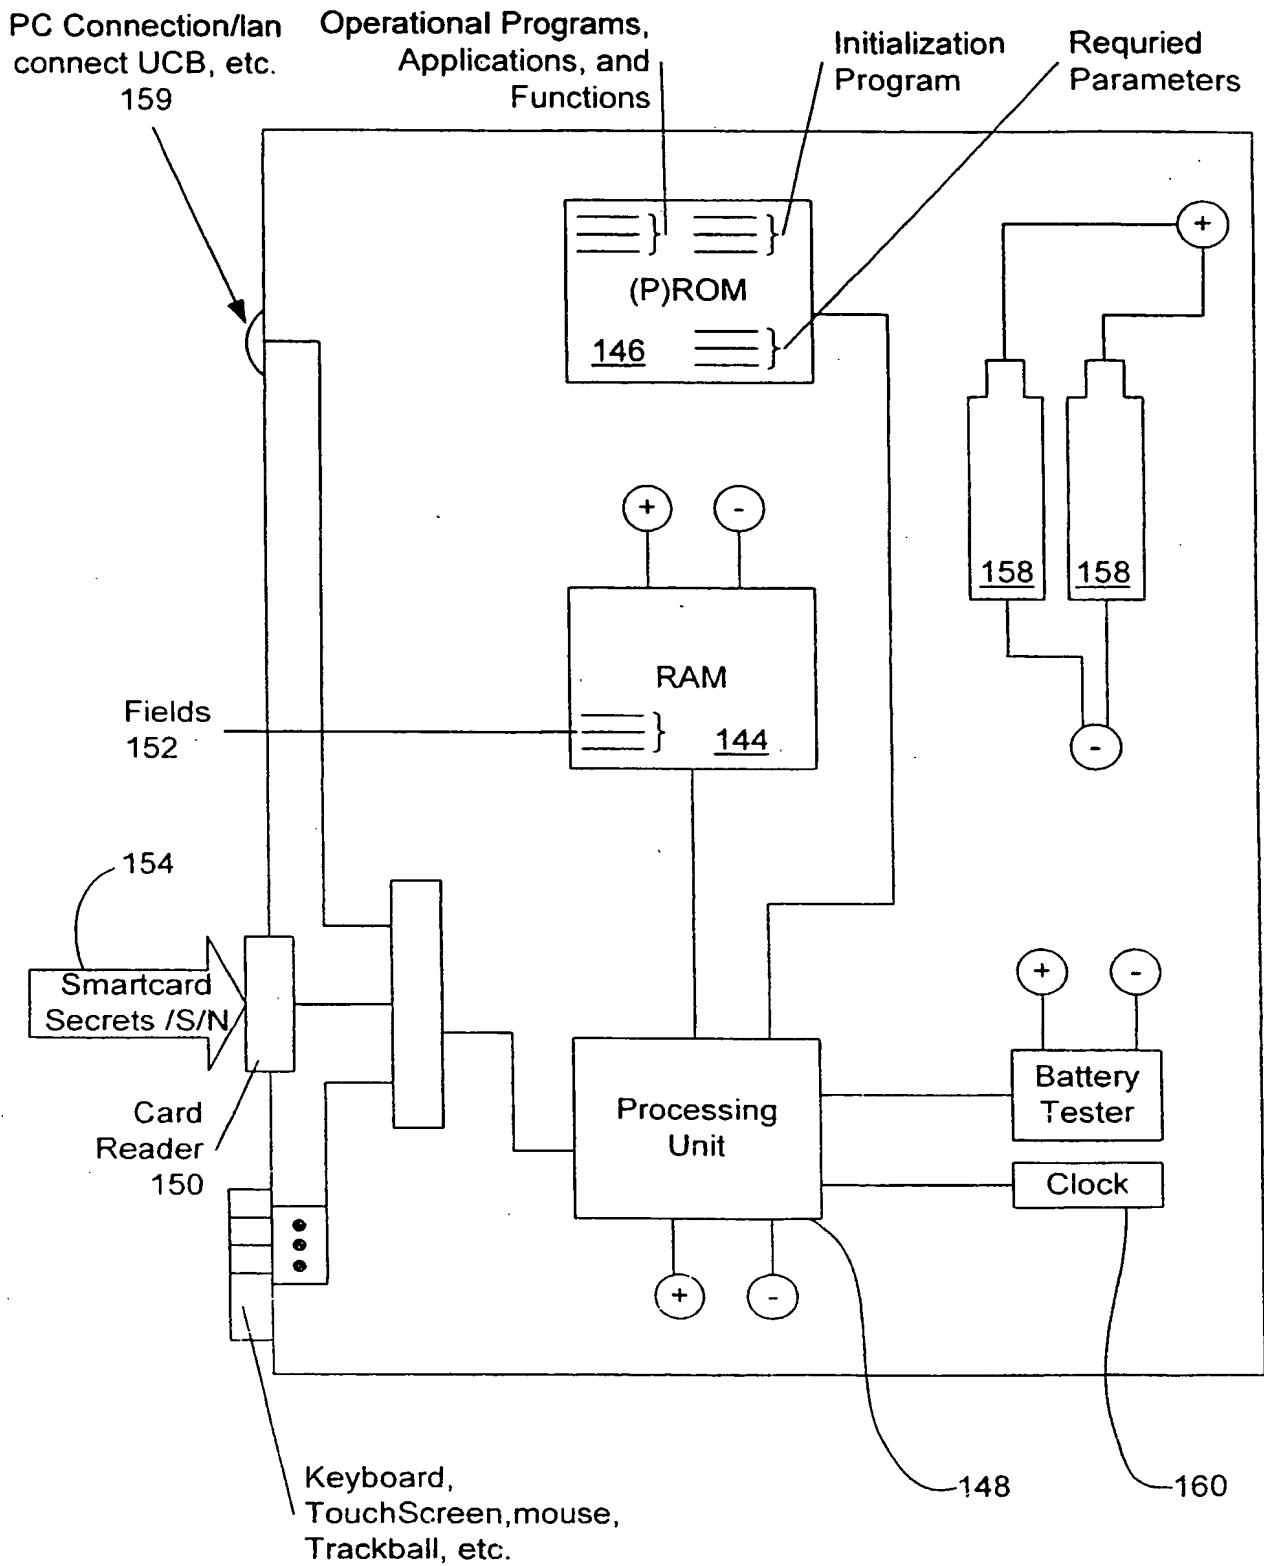 PC Connection/lan
connect UCB, etc.
159
Operational Programs,
Applications, and
Functions
Initialization
Program
Requried
Parameters
+
(P)ROM
146
+
-
158
158
RAM
Fields
152
144
-
154
Smartcard
Secrets /S/N
+
-
Battery
Tester
Processing
Unit
Card
Reader
150
Clock
+
-
148
160
Keyboard,
TouchScreen,mouse,
Trackball, etc.